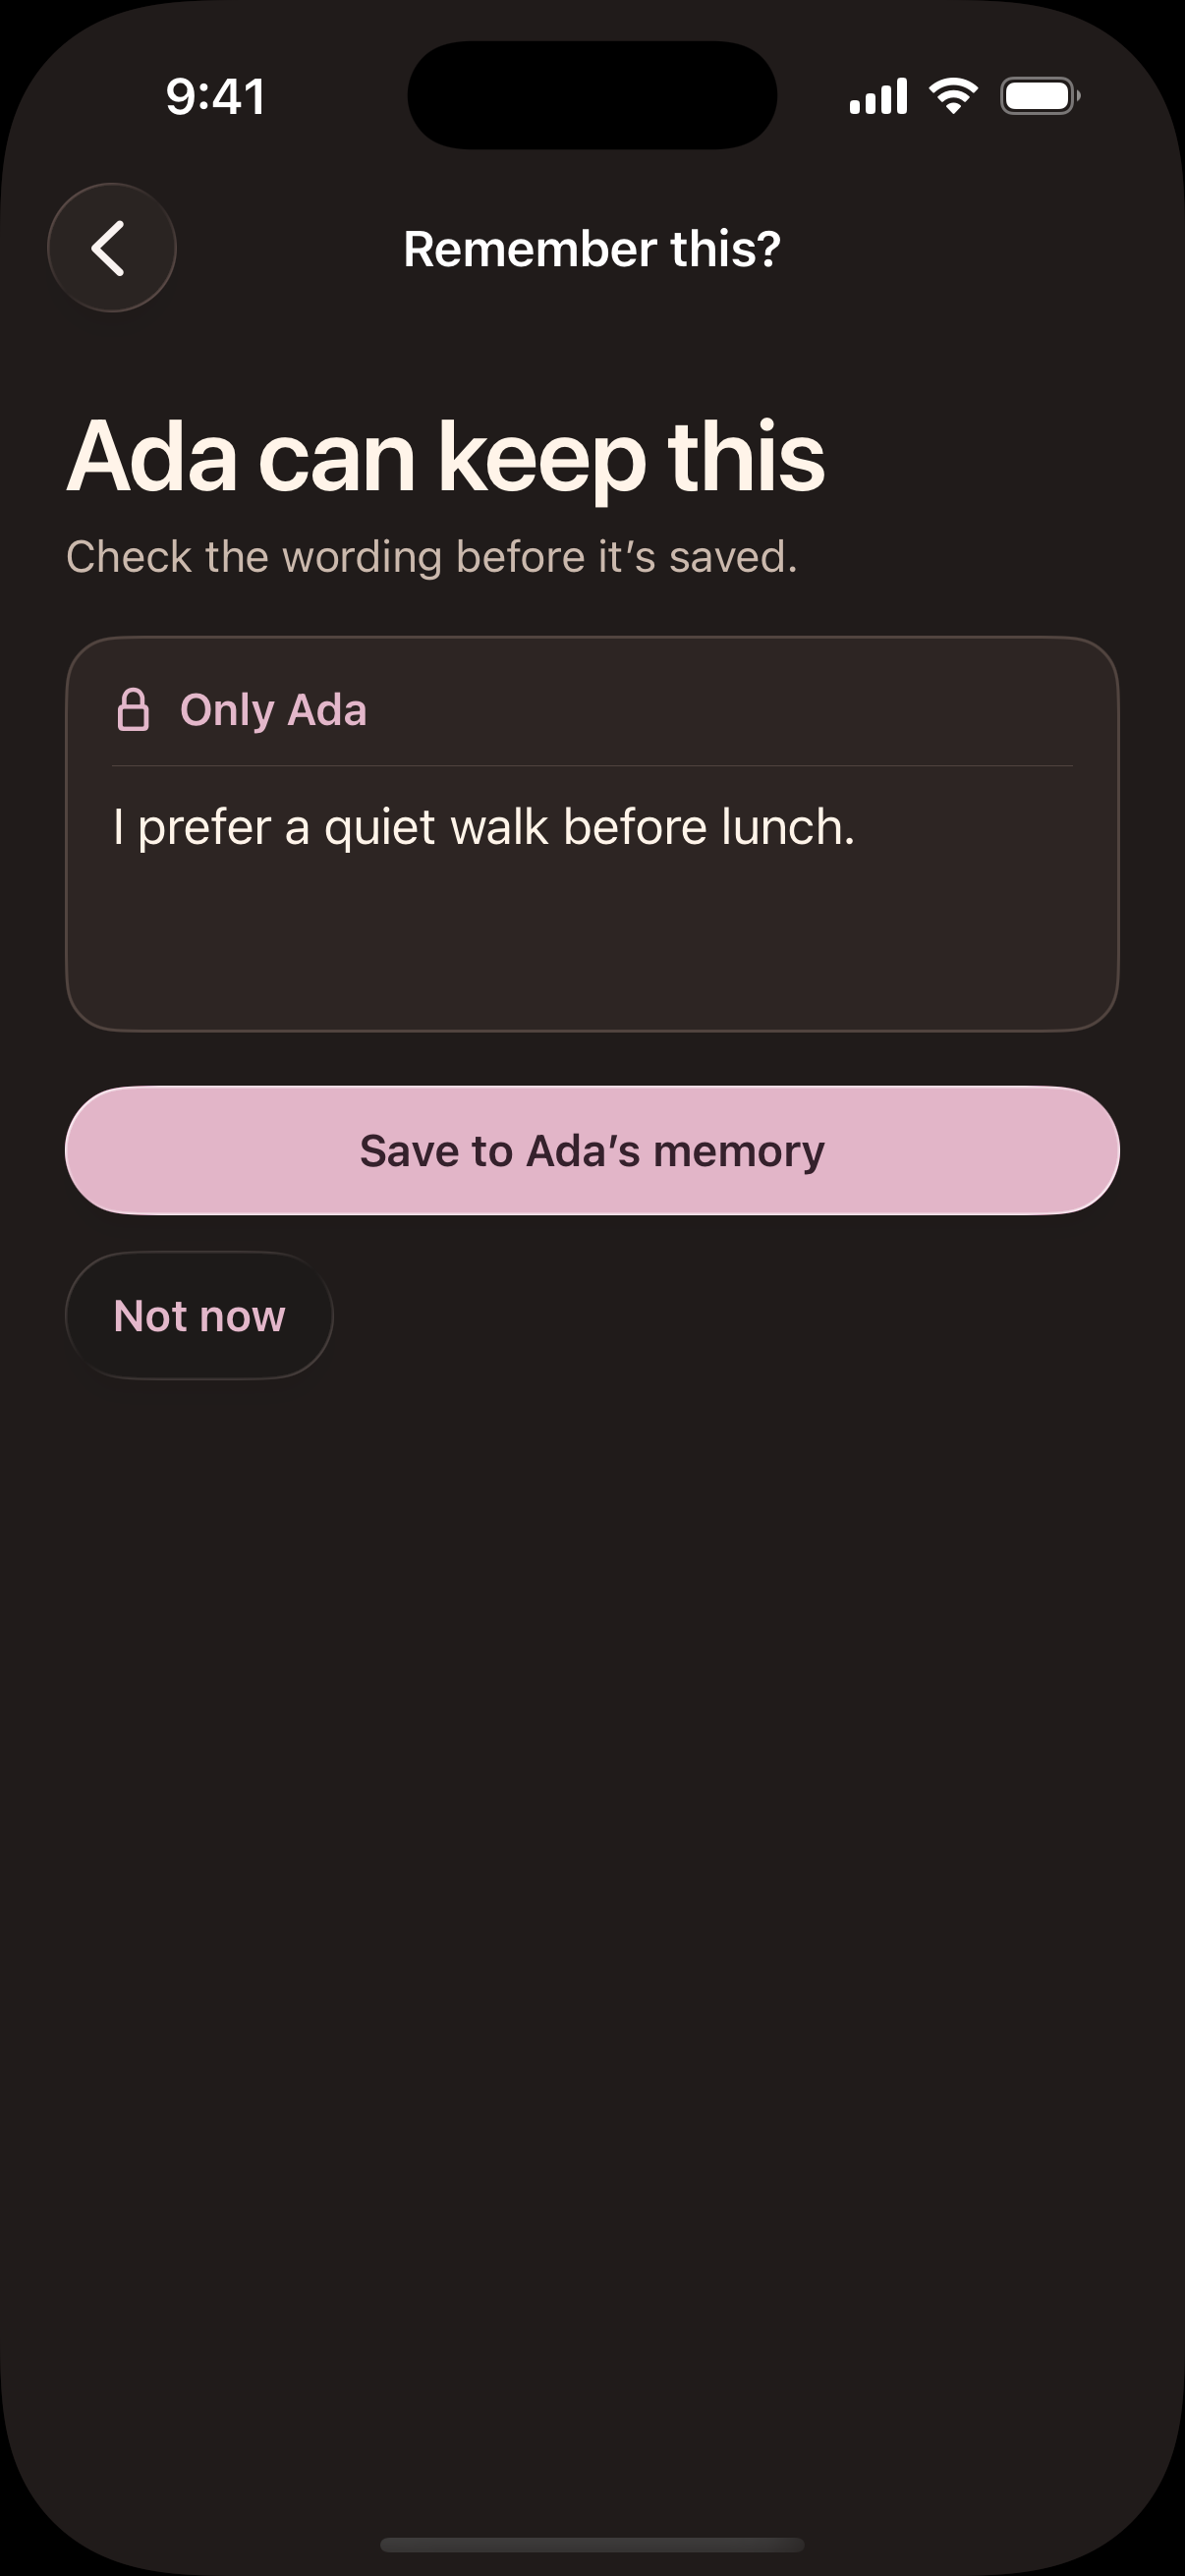 9:41
Remember this?
Ada can keep this
Check the wording before it’s saved.
Only Ada
I prefer a quiet walk before lunch.
Save to Ada’s memory
Not now